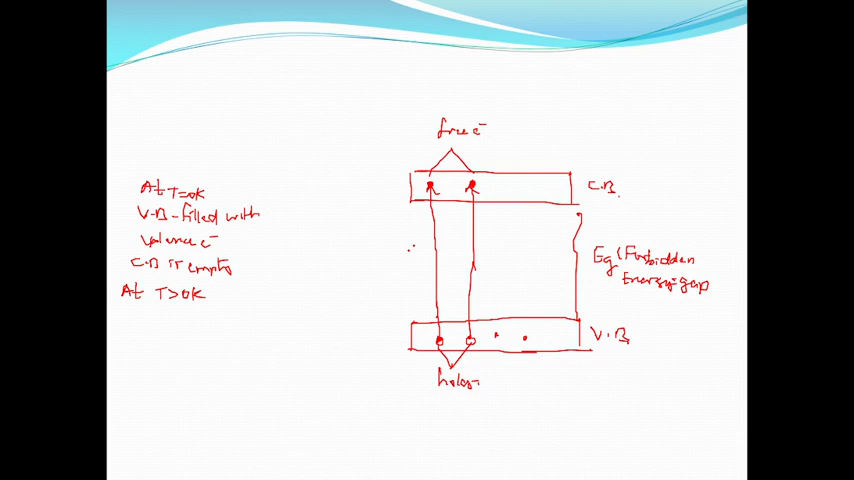 At T=0K
V.B-filled with
valence e⁻
C.B is empty
At T>0K
free e⁻
C.B.
Eg (Forbidden
Energy-gap
V.B.
holes